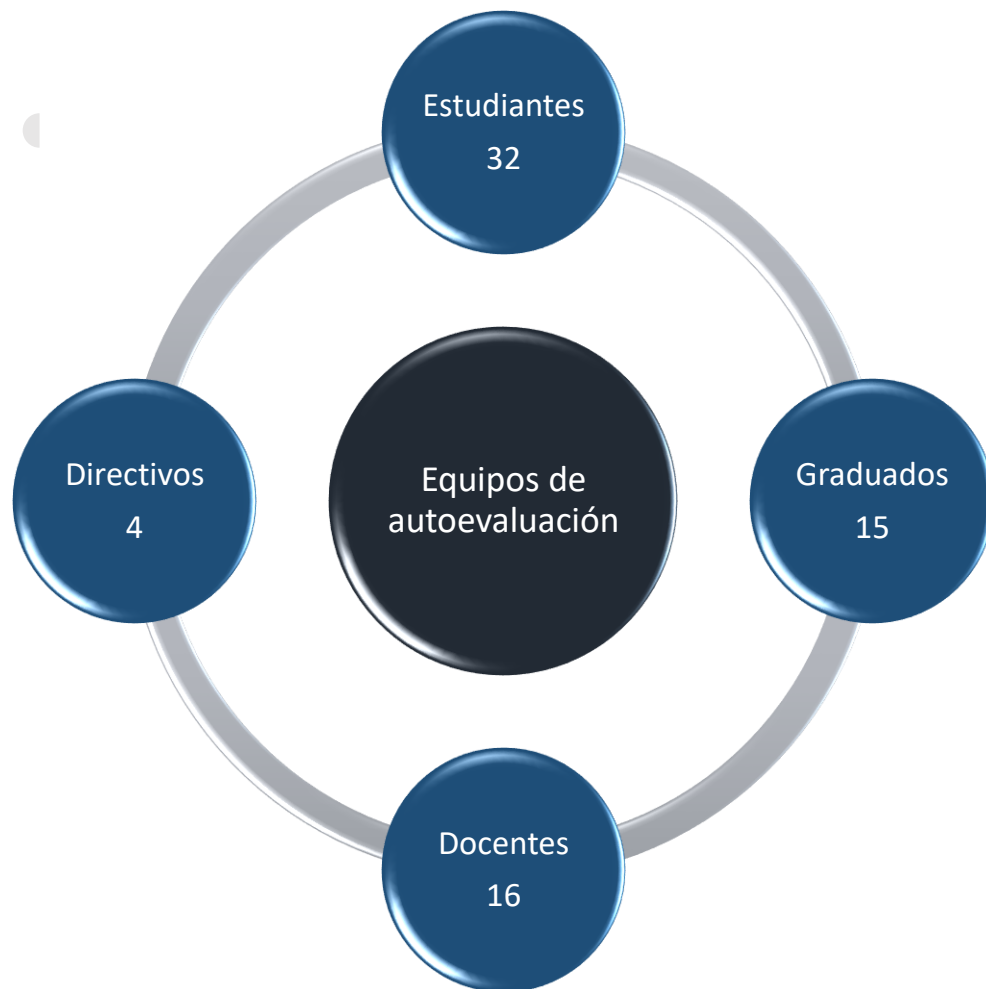 Estudiantes
32
Directivos
4
Equipos de
autoevaluación
Graduados
15
Docentes
16